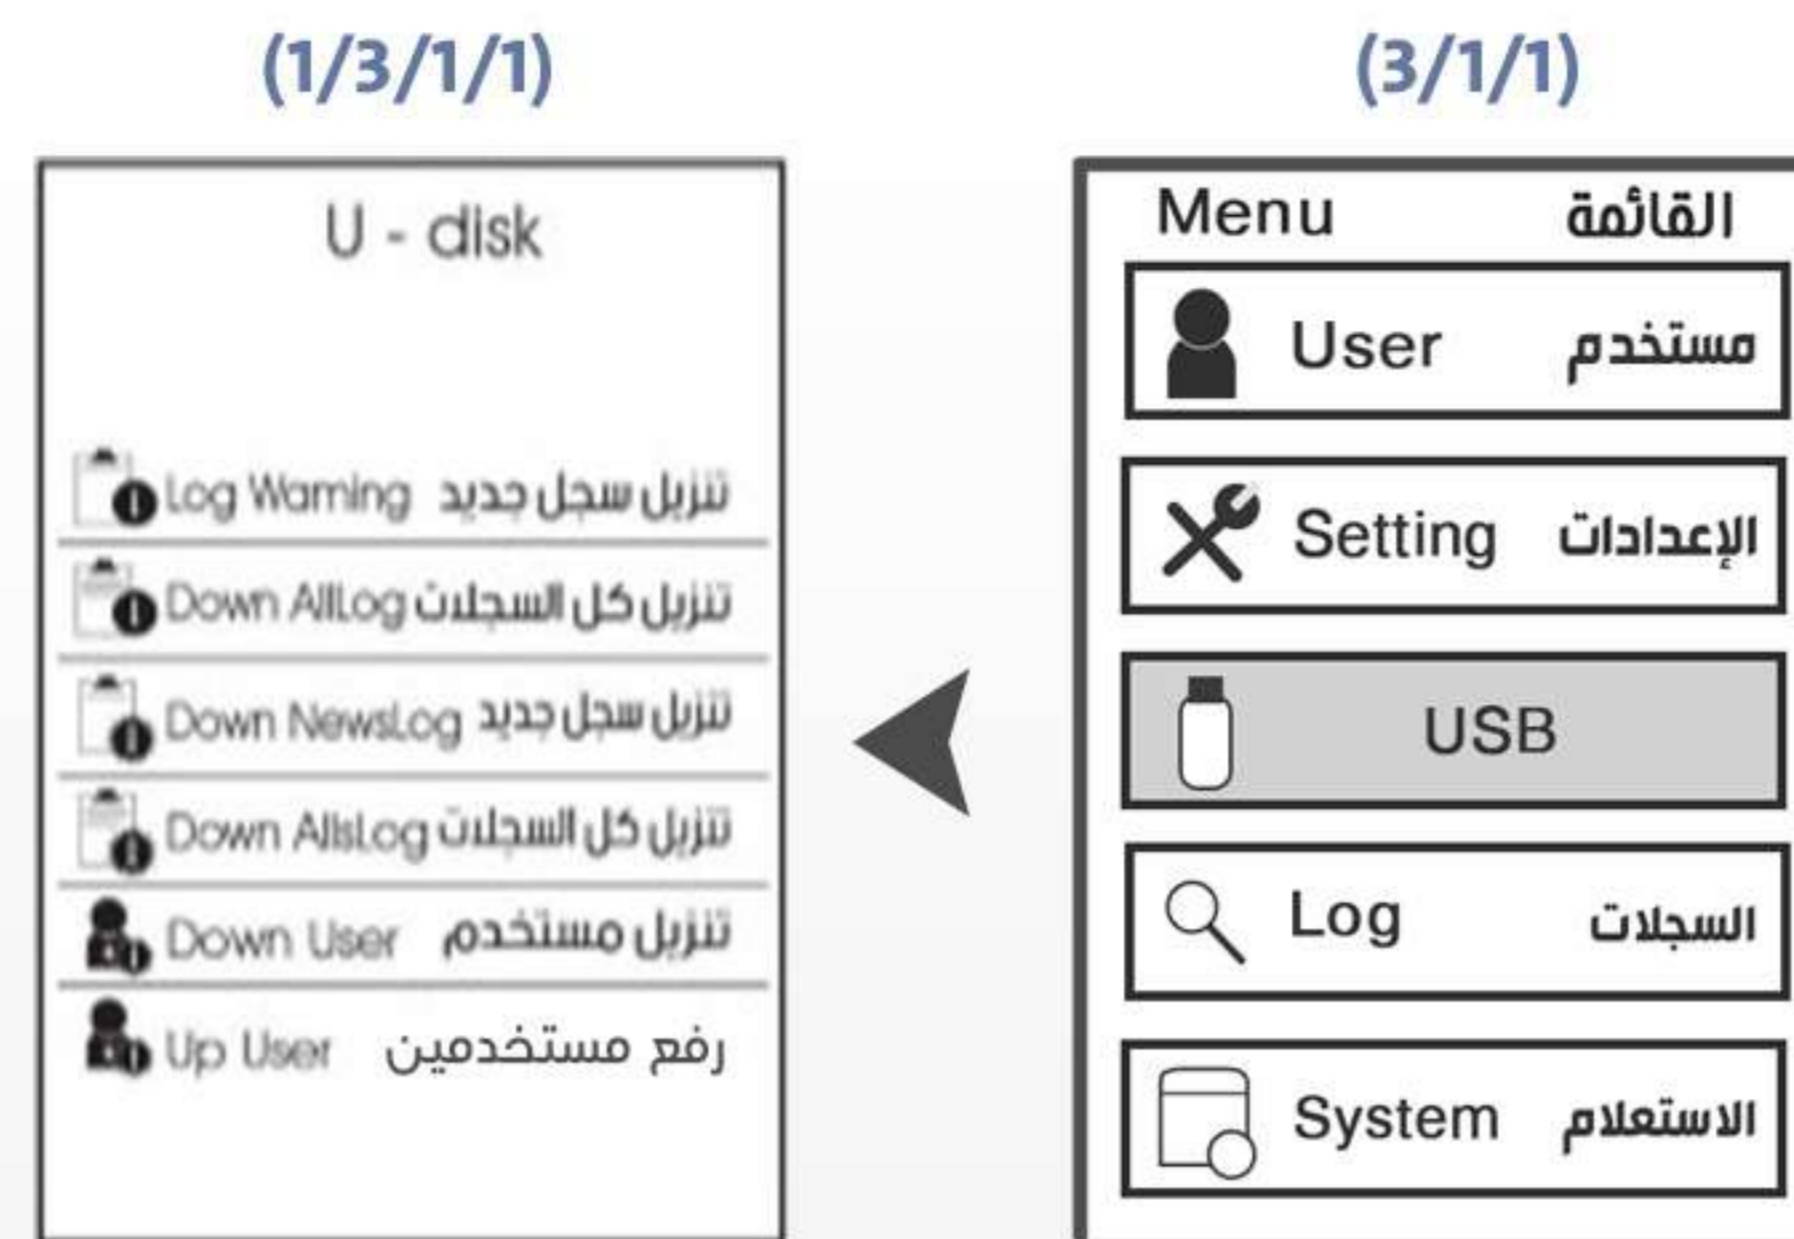 (3/1/1)
Menu القائمة
User مستخدم
Setting الإعدادات
USB
Log السجلات
System الاستعلام
(1/3/1/1)
U - disk
Log Warning تنزيل سجل جديد
Down AllLog تنزيل كل السجلات
Down NewsLog تنزيل سجل جديد
Down AllsLog تنزيل كل السجلات
Down User تنزيل مستخدم
Up User رفع مستخدمين